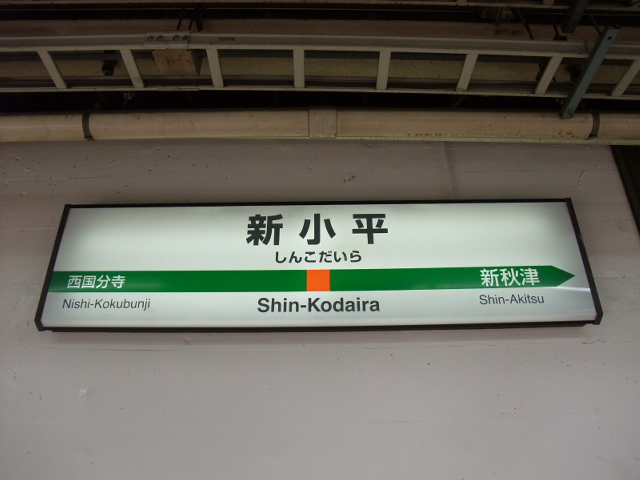 新小平
しんこだいら
西国分寺
新秋津
Nishi-Kokubunji
Shin-Kodaira
Shin-Akitsu